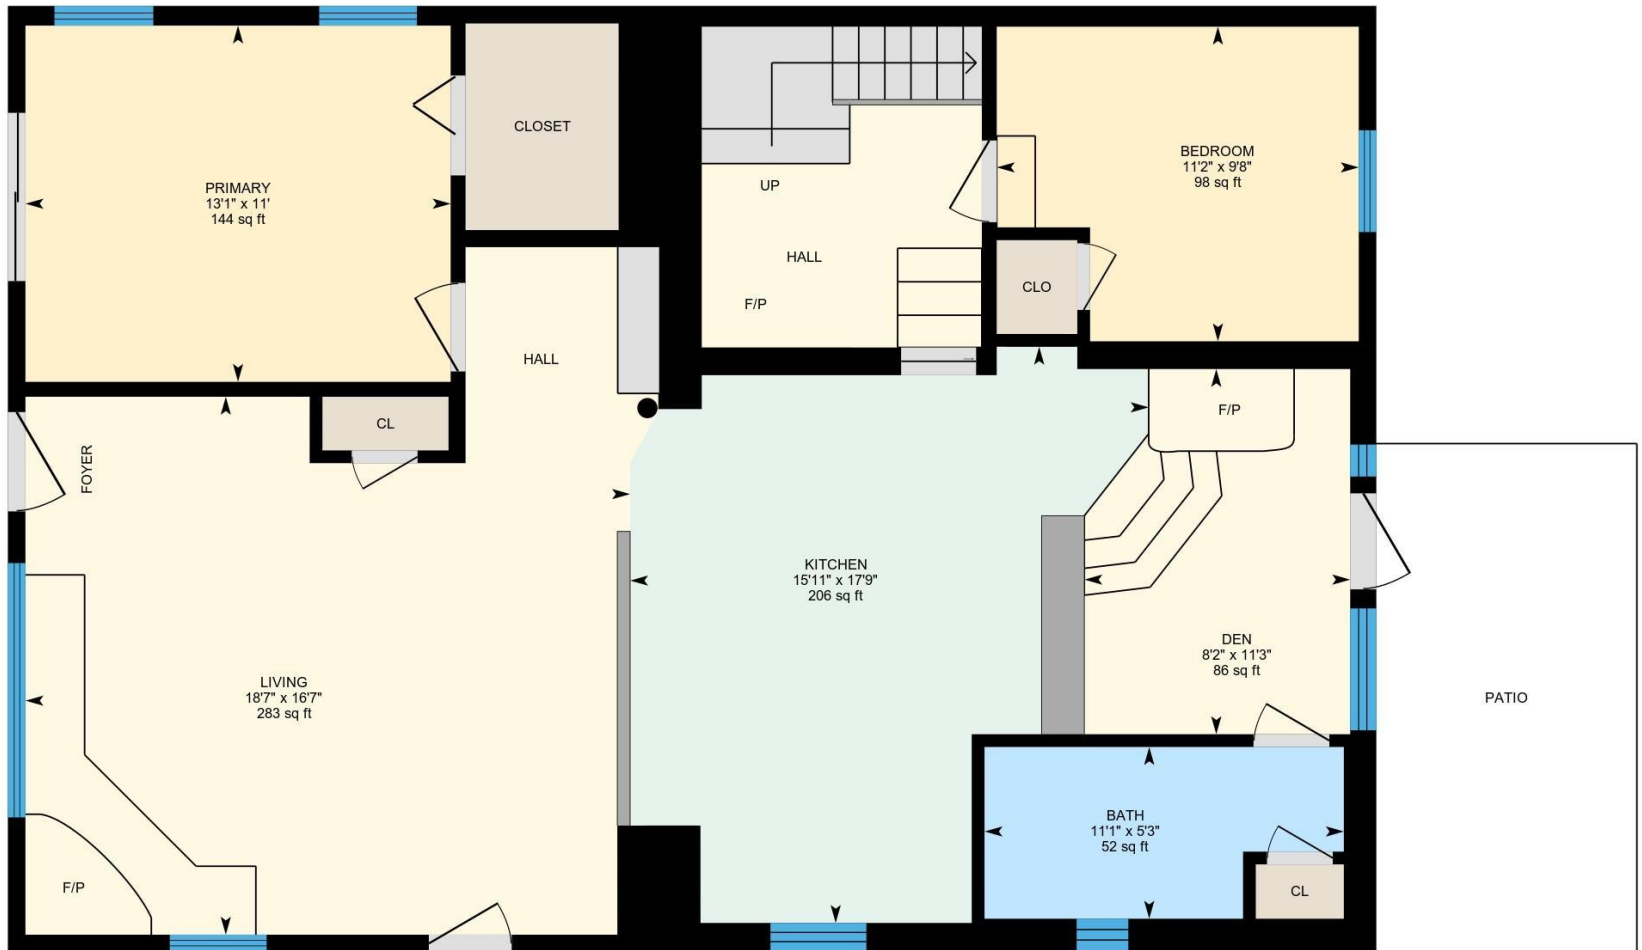 CLOSET
PRIMARY
13'1" x 11'
144 sq ft
UP
HALL
F/P
BEDROOM
11'2" x 9'8"
98 sq ft
CLO
HALL
CL
FOYER
F/P
KITCHEN
15'11" x 17'9"
206 sq ft
DEN
8'2" x 11'3"
86 sq ft
LIVING
18'7" x 16'7"
283 sq ft
PATIO
BATH
11'1" x 5'3"
52 sq ft
F/P
CL